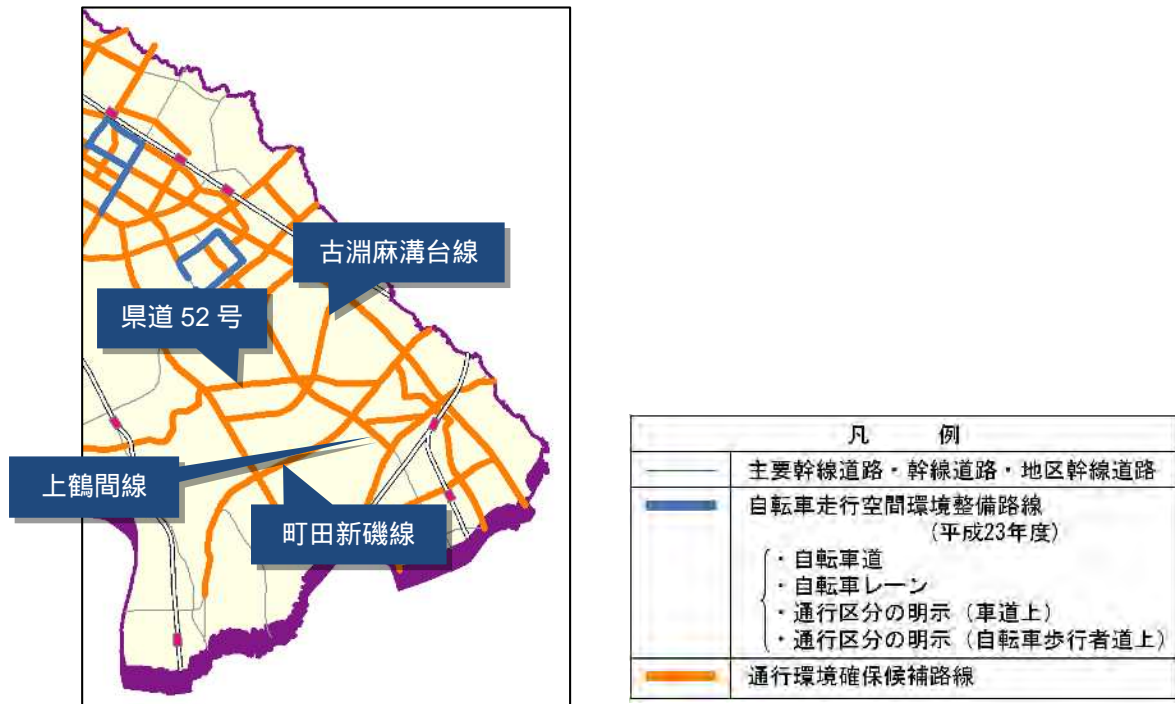 古淵麻溝台線
県道 52 号
上鶴間線
町田新磯線
凡 例
主要幹線道路・幹線道路・地区幹線道路
自転車走行空間環境整備路線
(平成23年度)
・自転車道
・自転車レーン
・通行区分の明示（車道上）
・通行区分の明示（自転車歩行者道上）
通行環境確保候補路線